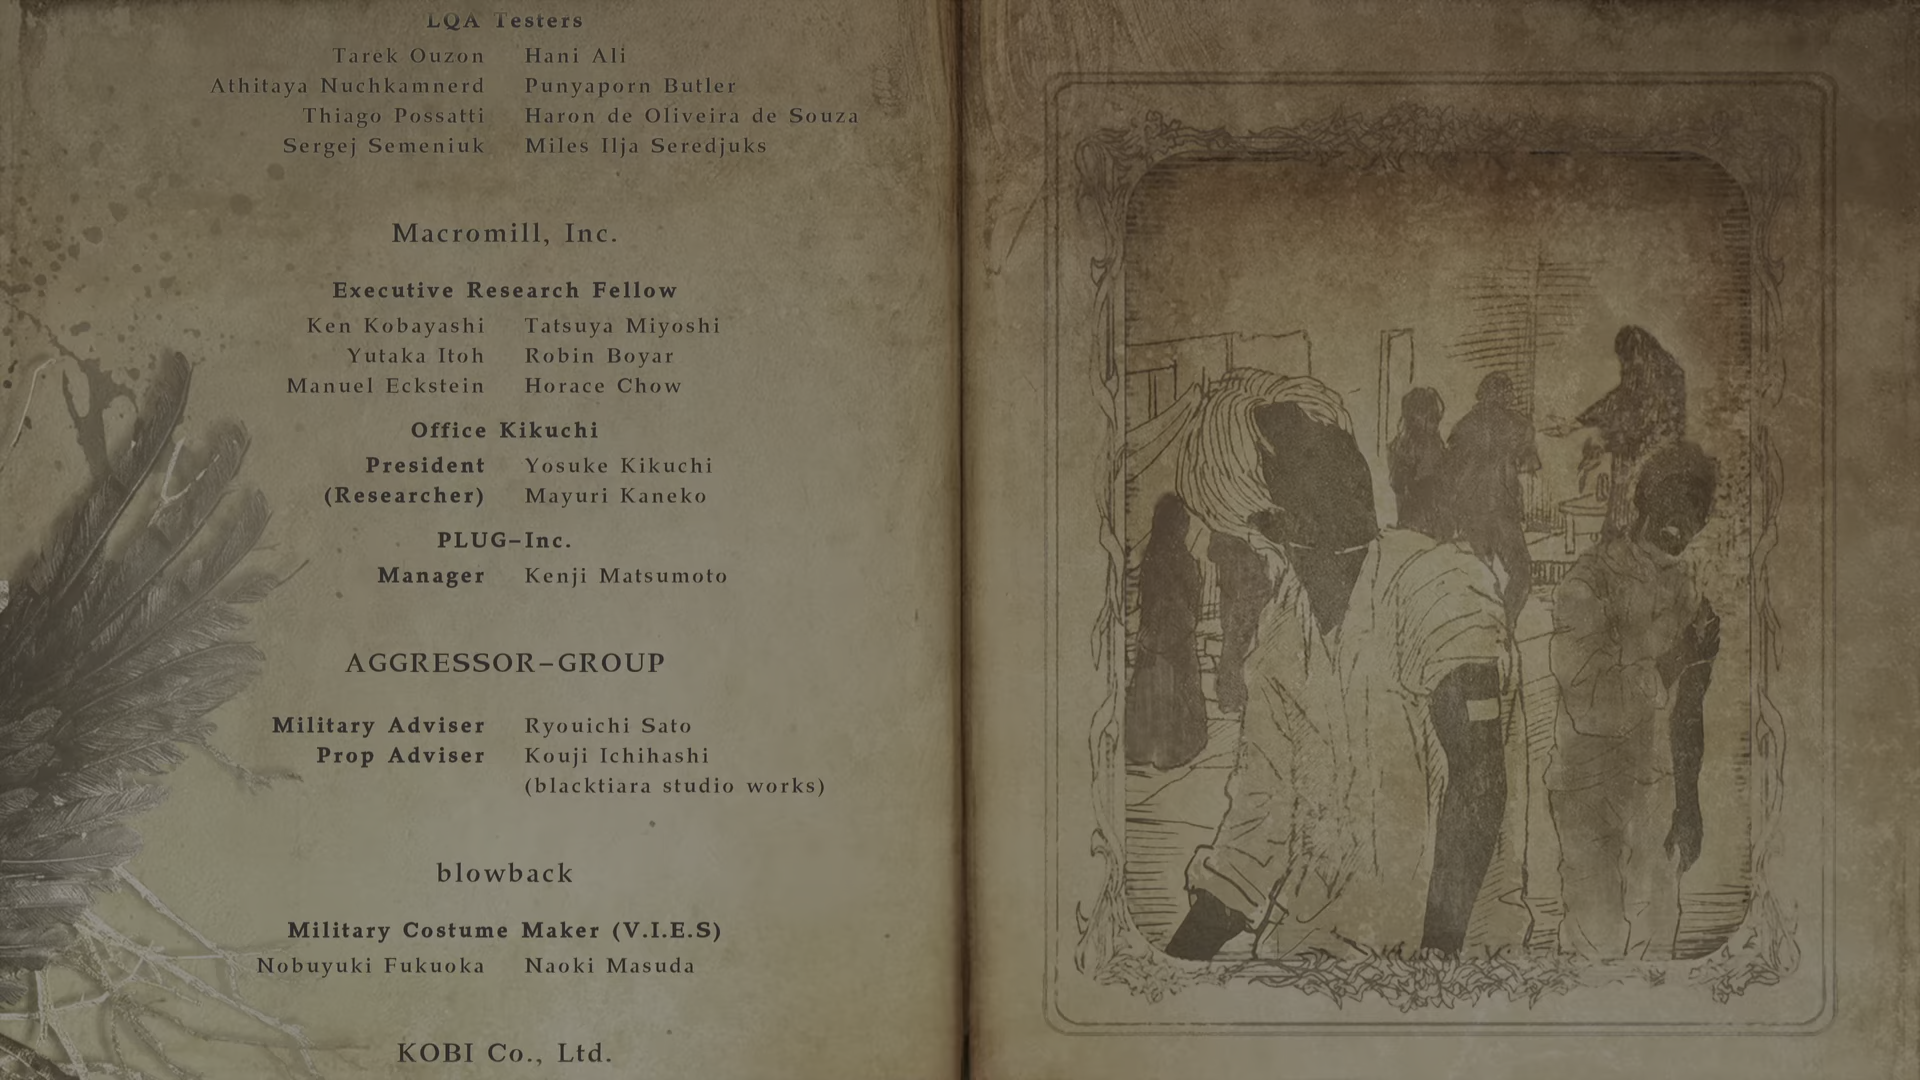 LQA Testers
Tarek Ouzon Hani Ali
Athitaya Nuchkamnerd Punyaporn Butler
Thiago Possatti Haron de Oliveira de Souza
Sergej Semeniuk Miles Ilja Seredjuks
Macromill, Inc.
Executive Research Fellow
Ken Kobayashi Tatsuya Miyoshi
Yutaka Itoh Robin Boyar
Manuel Eckstein Horace Chow
Office Kikuchi
President Yosuke Kikuchi
(Researcher) Mayuri Kaneko
PLUG-Inc.
Manager Kenji Matsumoto
AGGRESSOR-GROUP
Military Adviser Ryouichi Sato
Prop Adviser Kouji Ichihashi
(blacktiara studio works)
blowback
Military Costume Maker (V.I.E.S)
Nobuyuki Fukuoka Naoki Masuda
KOBI Co., Ltd.